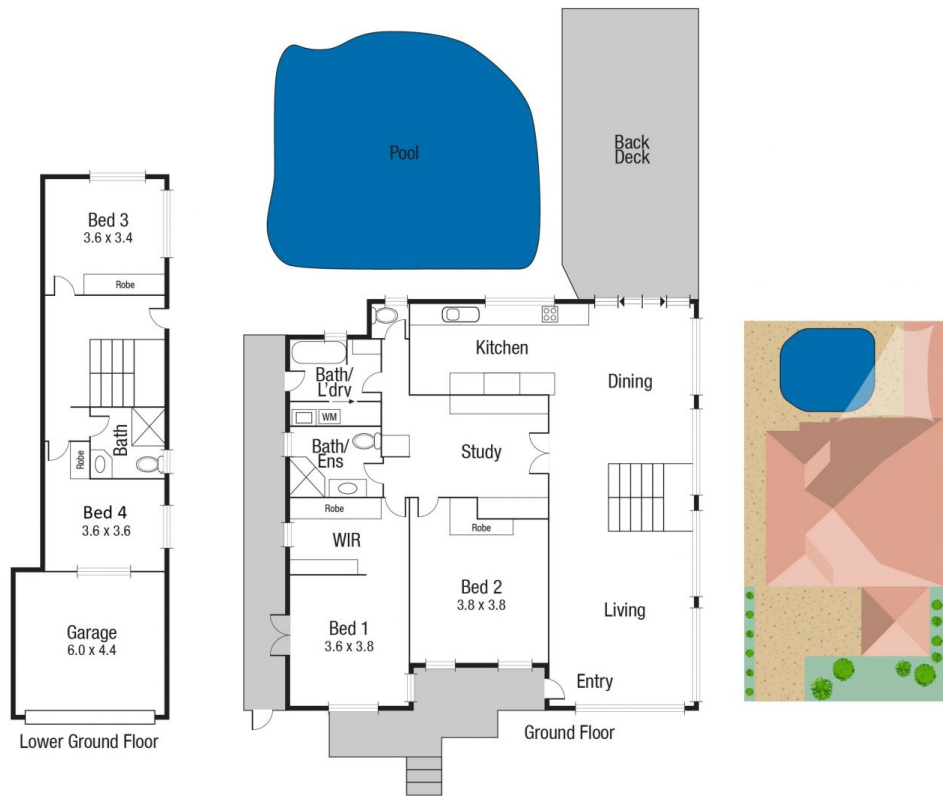 Bed 3
3.6 x 3.4
Robe
Bath
Robe
Bed 4
3.6 x 3.6
Garage
6.0 x 4.4
Lower Ground Floor
Pool
Back
Deck
Kitchen
Dining
Bath/
L'dry
WM
Bath/
Ens
Study
Robe
WIR
Robe
Bed 2
3.8 x 3.8
Bed 1
3.6 x 3.8
Living
Entry
Ground Floor